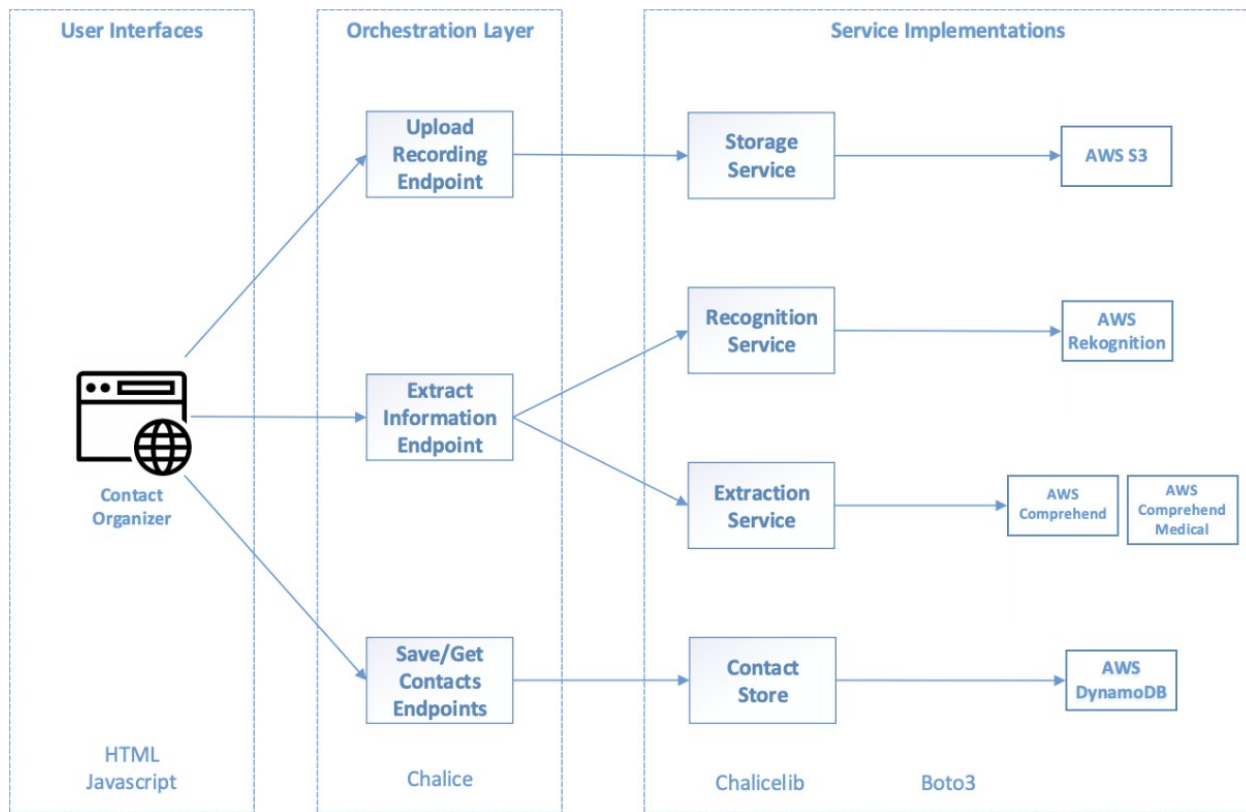 User Interfaces
Orchestration Layer
Service Implementations
Upload
Recording
Endpoint
Storage
Service
AWS S3
Recognition
Service
AWS
Rekognition
Contact
Organizer
Extract
Information
Endpoint
Extraction
Service
AWS
Comprehend
AWS
Comprehend
Medical
Save/Get
Contacts
Endpoints
Contact
Store
AWS
DynamoDB
HTML
Javascript
Chalice
Chalicelib
Boto3